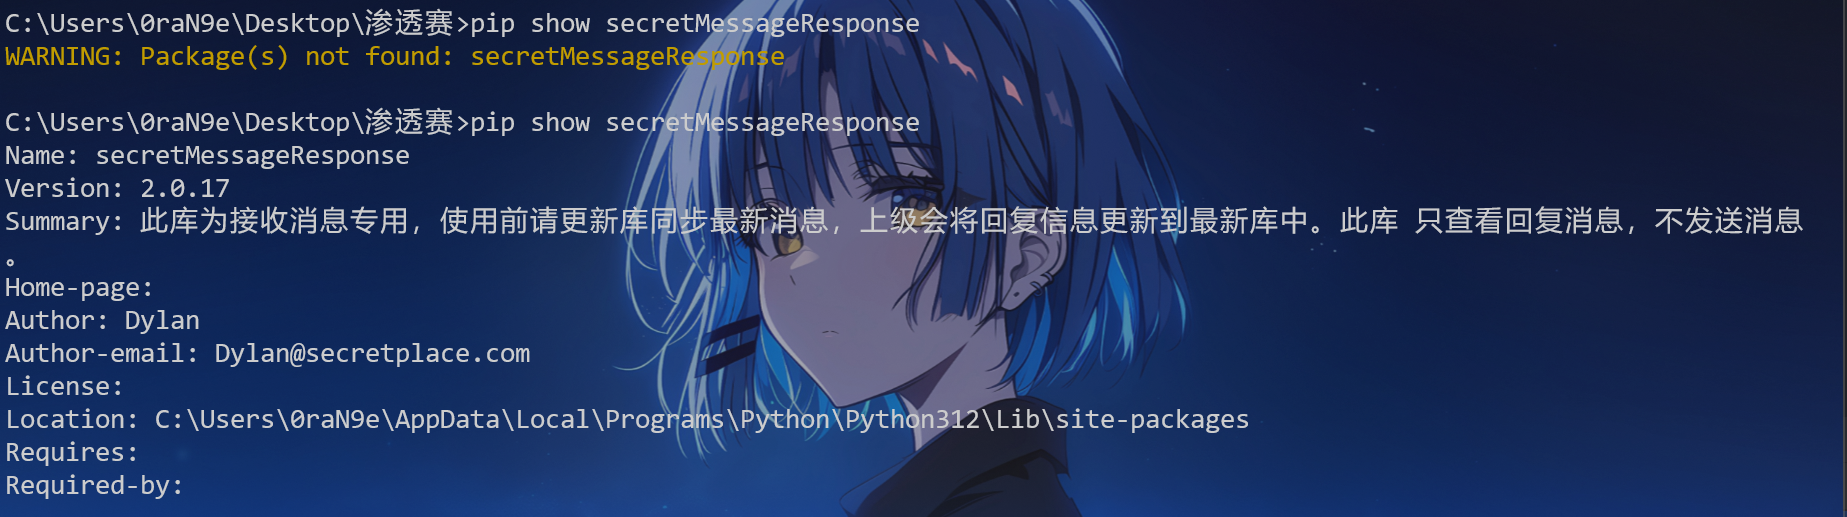 C:\Users\0raN9e\Desktop\渗透赛>pip show secretMessageResponse
WARNING: Package(s) not found: secretMessageResponse
C:\Users\0raN9e\Desktop\渗透赛>pip show secretMessageResponse
Name: secretMessageResponse
Version: 2.0.17
Summary: 此库为接收消息专用，使用前请更新库同步最新消息，上级会将回复信息更新到最新库中。此库 只查看回复消息，不发送消息
。
Home-page:
Author: Dylan
Author-email: Dylan@secretplace.com
License:
Location: C:\Users\0raN9e\AppData\Local\Programs\Python\Python312\Lib\site-packages
Requires:
Required-by: